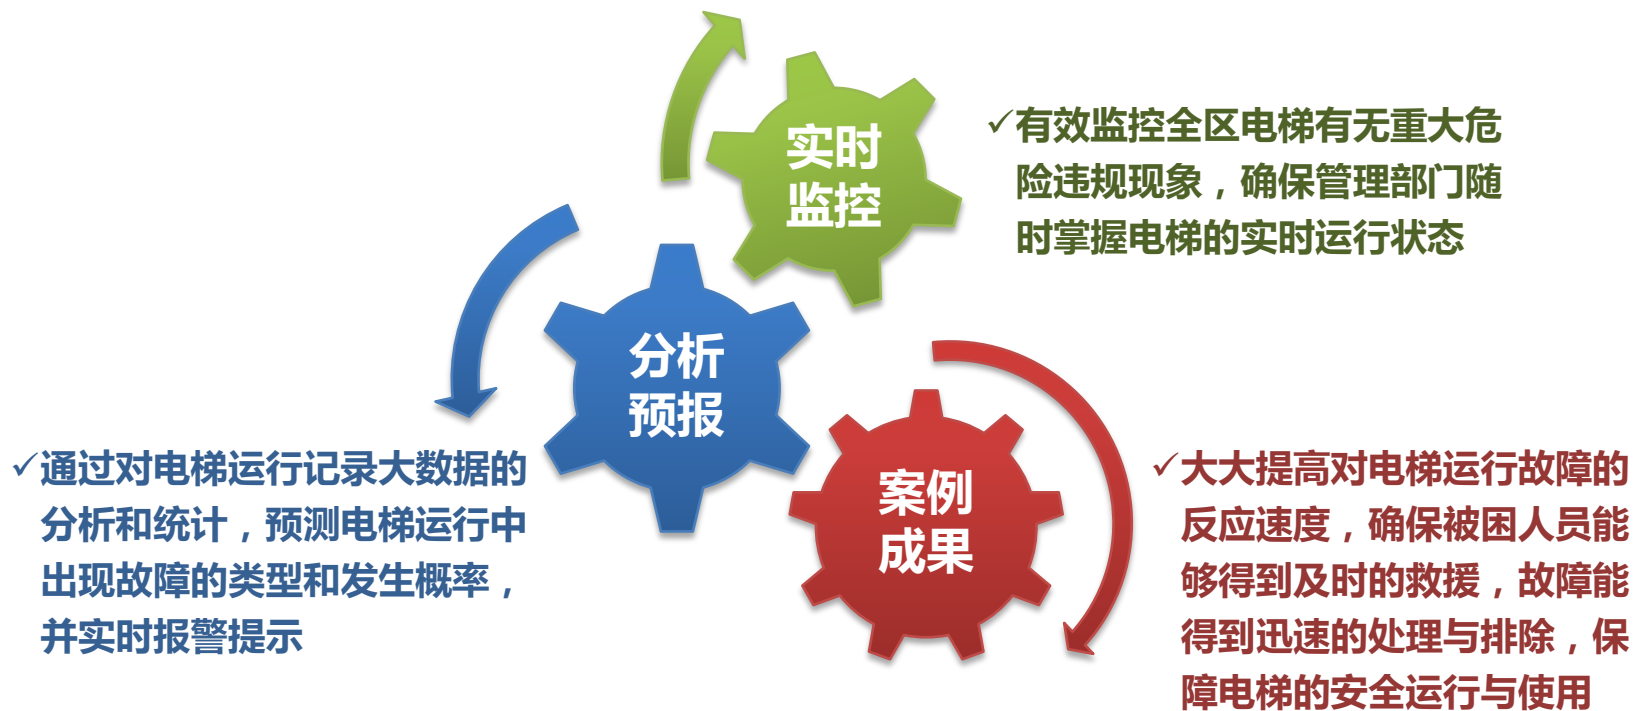 实时
监控
✓有效监控全区电梯有无重大危
险违规现象，确保管理部门随
时掌握电梯的实时运行状态
分析
预报
✓通过对电梯运行记录大数据的
分析和统计，预测电梯运行中
出现故障的类型和发生概率，
并实时报警提示
案例
成果
✓大大提高对电梯运行故障的
反应速度，确保被困人员能
够得到及时的救援，故障能
得到迅速的处理与排除，保
障电梯的安全运行与使用